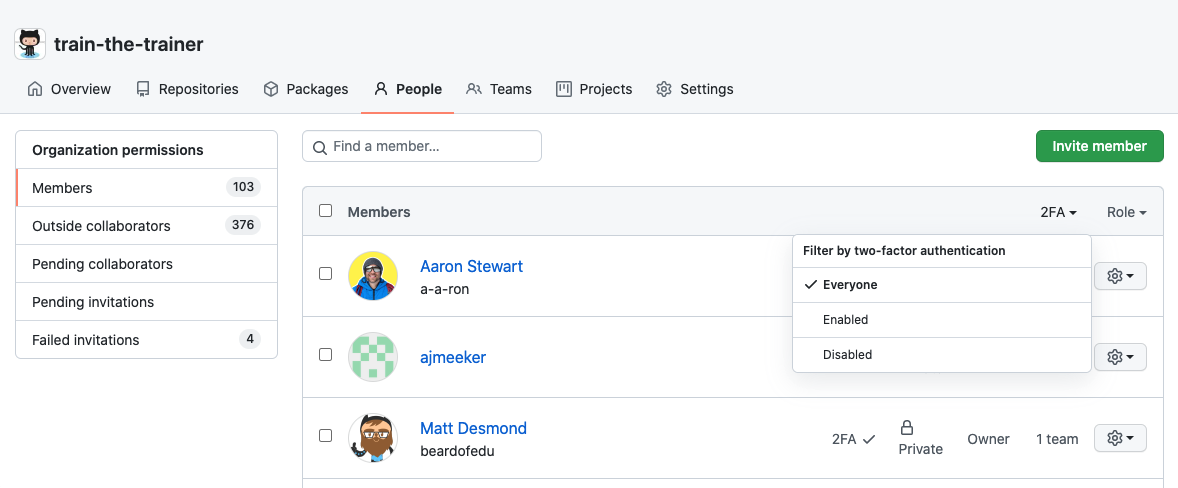 train-the-trainer
Overview Repositories Packages People Teams Projects Settings
Organization permissions
Members 103
Outside collaborators 376
Pending collaborators
Pending invitations
Failed invitations 4
Find a member...
Invite member
Members 2FA Role
Filter by two-factor authentication
Everyone
Enabled
Disabled
Aaron Stewart
a-a-ron
ajmeeker
Matt Desmond
beardofedu
2FA Private Owner 1 team